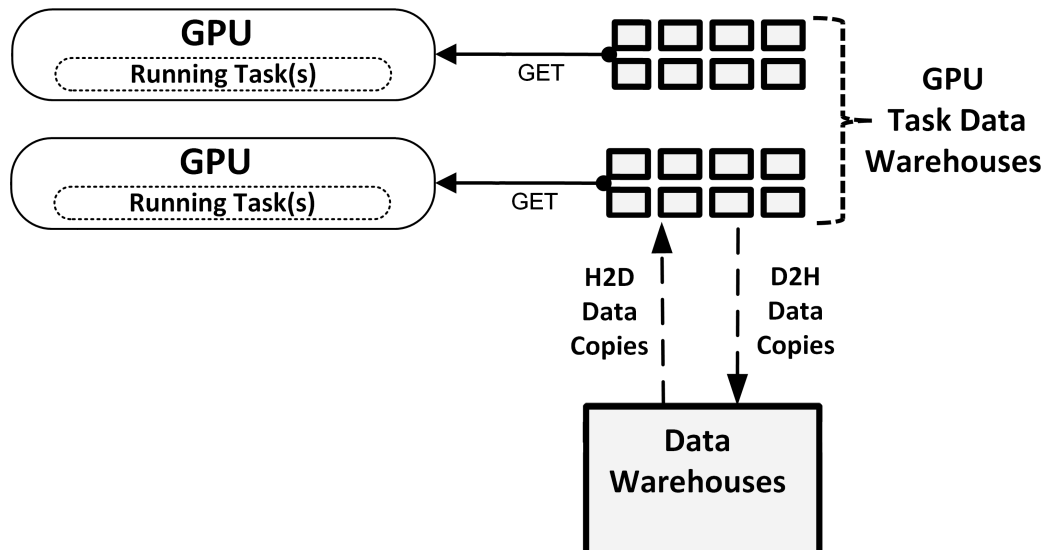 GPU
Running Task(s)
GET
GPU
Task Data
Warehouses
GPU
Running Task(s)
GET
H2D
Data
Copies
D2H
Data
Copies
Data
Warehouses